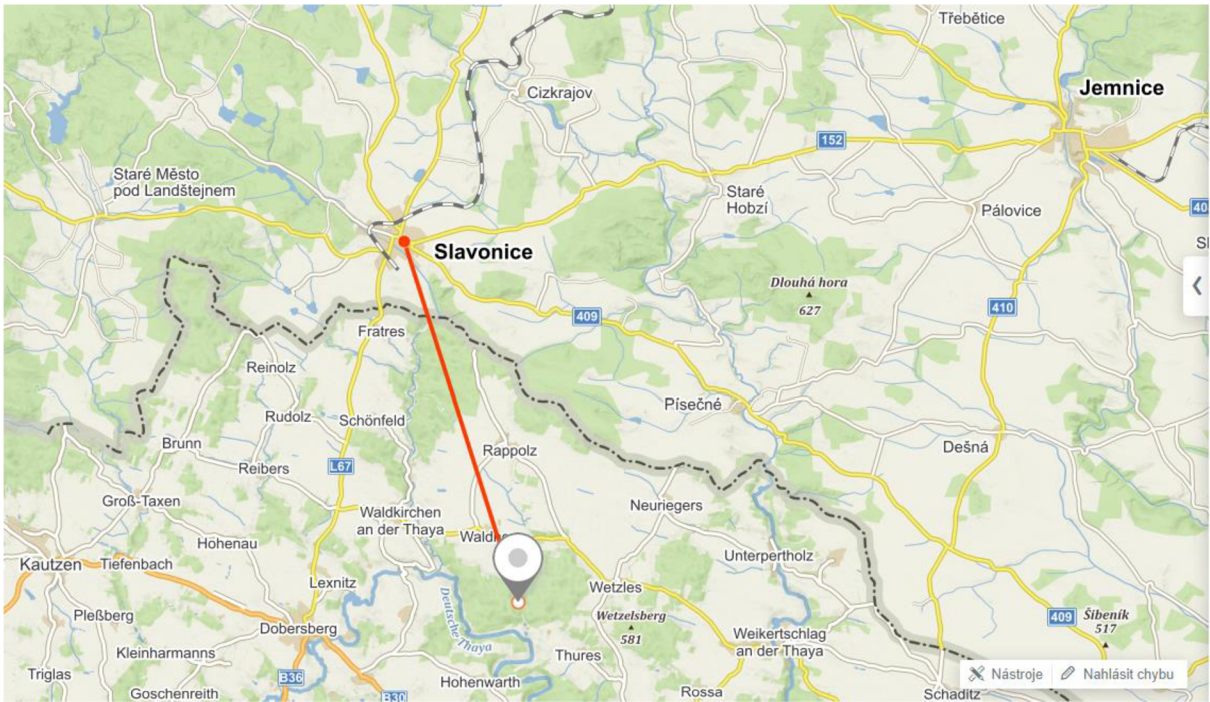 Třebětice
Jemnice
Cizkrajov
152
Staré Město
pod Landštejnem
Staré
Hobzí
Pálovice
40
Sl
Slavonice
Dlouhá hora
627
409
410
Fratres
Reinolz
Písečné
Rudolz
Schönfeld
Dešná
Brunn
Rappolz
Reibers
L67
Groß-Taxen
Neuriegers
Waldkirchen
an der Thaya
Hohenau
Unterpertholz
Kautzen
Tiefenbach
Lexnitz
Wetzles
Pleßberg
Deutsche Thaya
Wetzelsberg
581
409
Šibeník
517
Dobersberg
Weikertschlag
an der Thaya
Kleinharmanns
Thures
Triglas
B36
Hohenwarth
Nástroje
Nahlásit chybu
Goschenreith
B30
Rossa
Schaditz